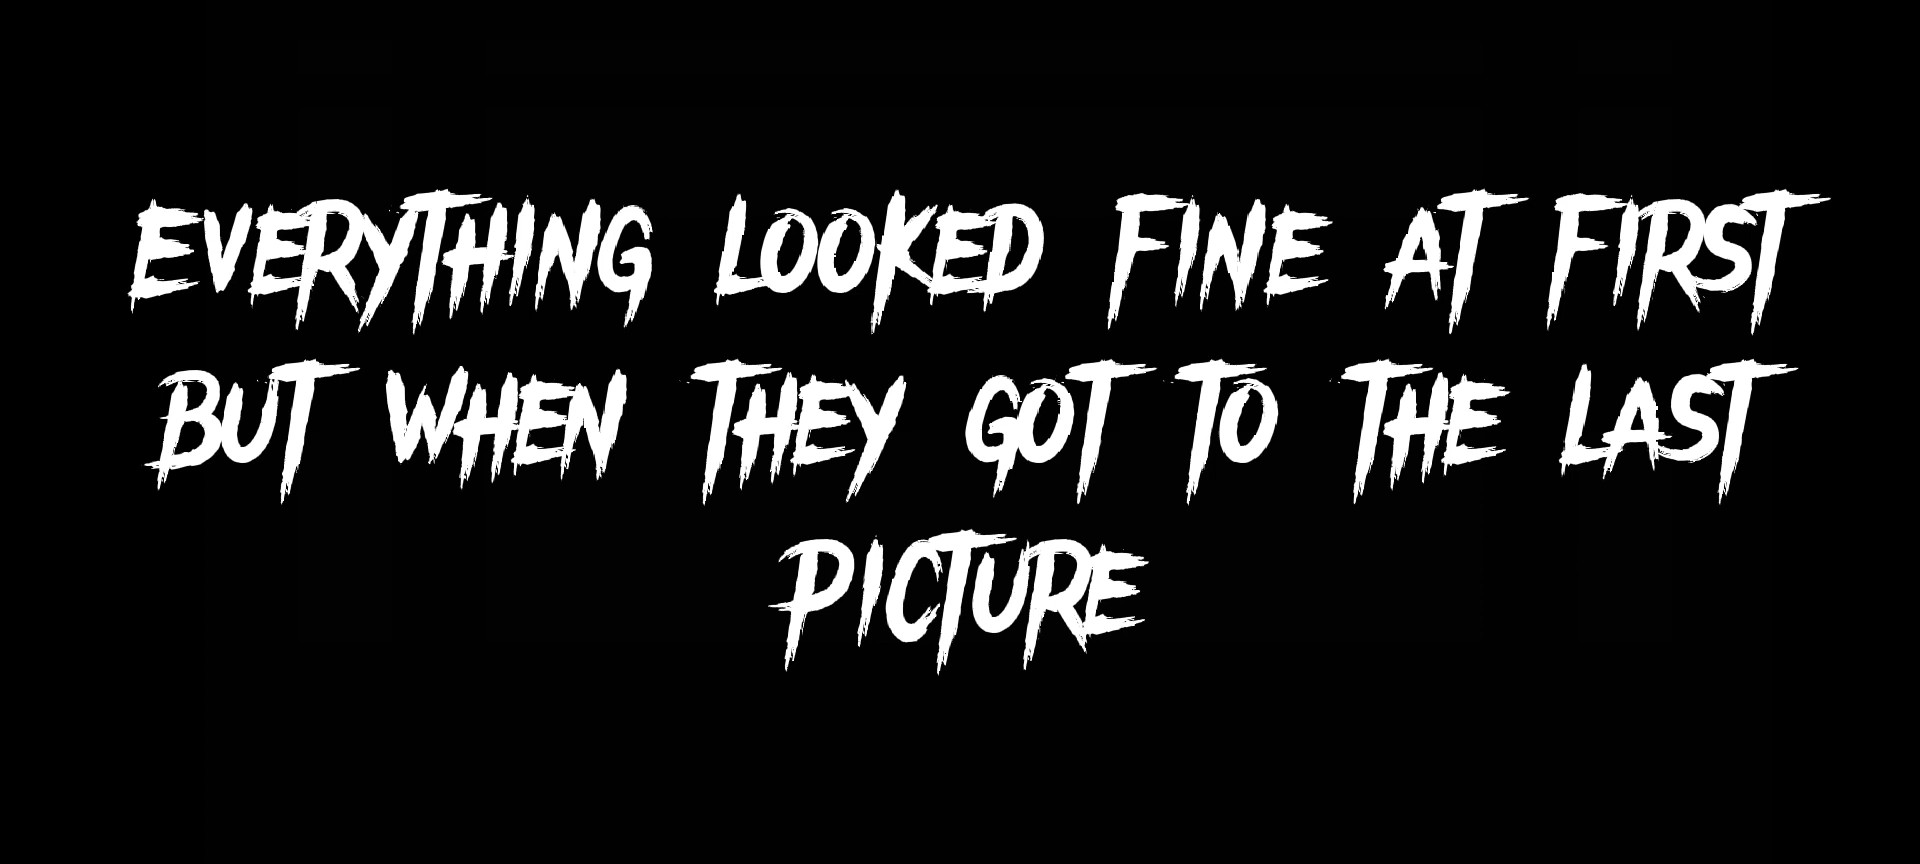 EVERYTHING LOOKED FINE AT FIRST
BUT WHEN THEY GOT TO THE LAST
PICTURE